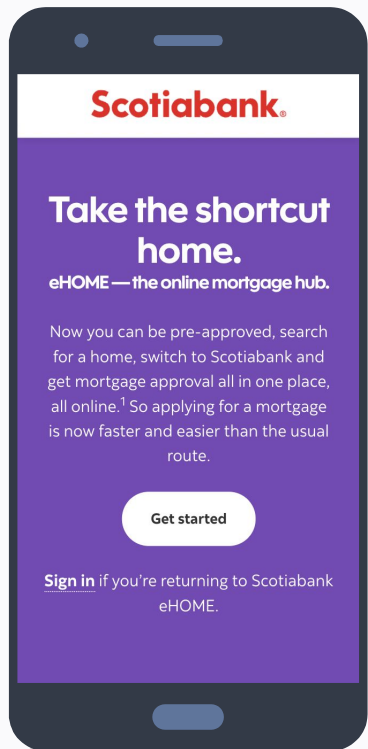 Scotiabank®
Take the shortcut
home.
eHOME — the online mortgage hub.
Now you can be pre-approved, search
for a home, switch to Scotiabank and
get mortgage approval all in one place,
all online.¹ So applying for a mortgage
is now faster and easier than the usual
route.
Get started
Sign in if you're returning to Scotiabank
eHOME.